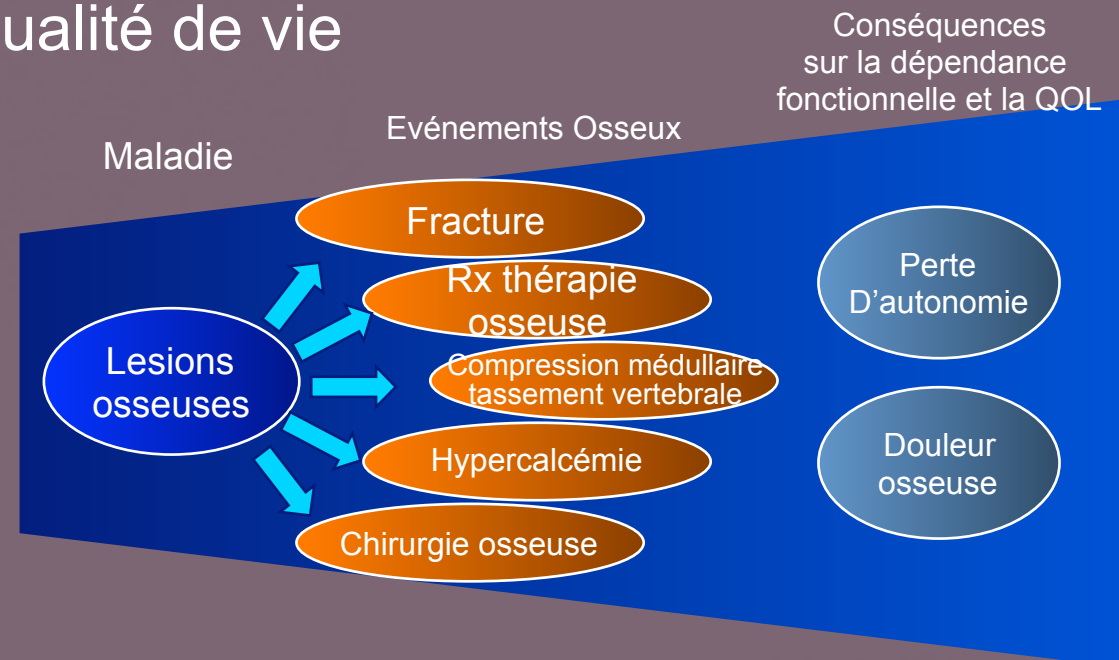 ualité de vie
Conséquences
sur la dépendance
fonctionnelle et la QOL
Evénements Osseux
Maladie
Fracture
Rx thérapie
osseuse
Compression médullaire
tassement vertebrale
Hypercalcémie
Chirurgie osseuse
Lesions
osseuses
Perte
D'autonomie
Douleur
osseuse